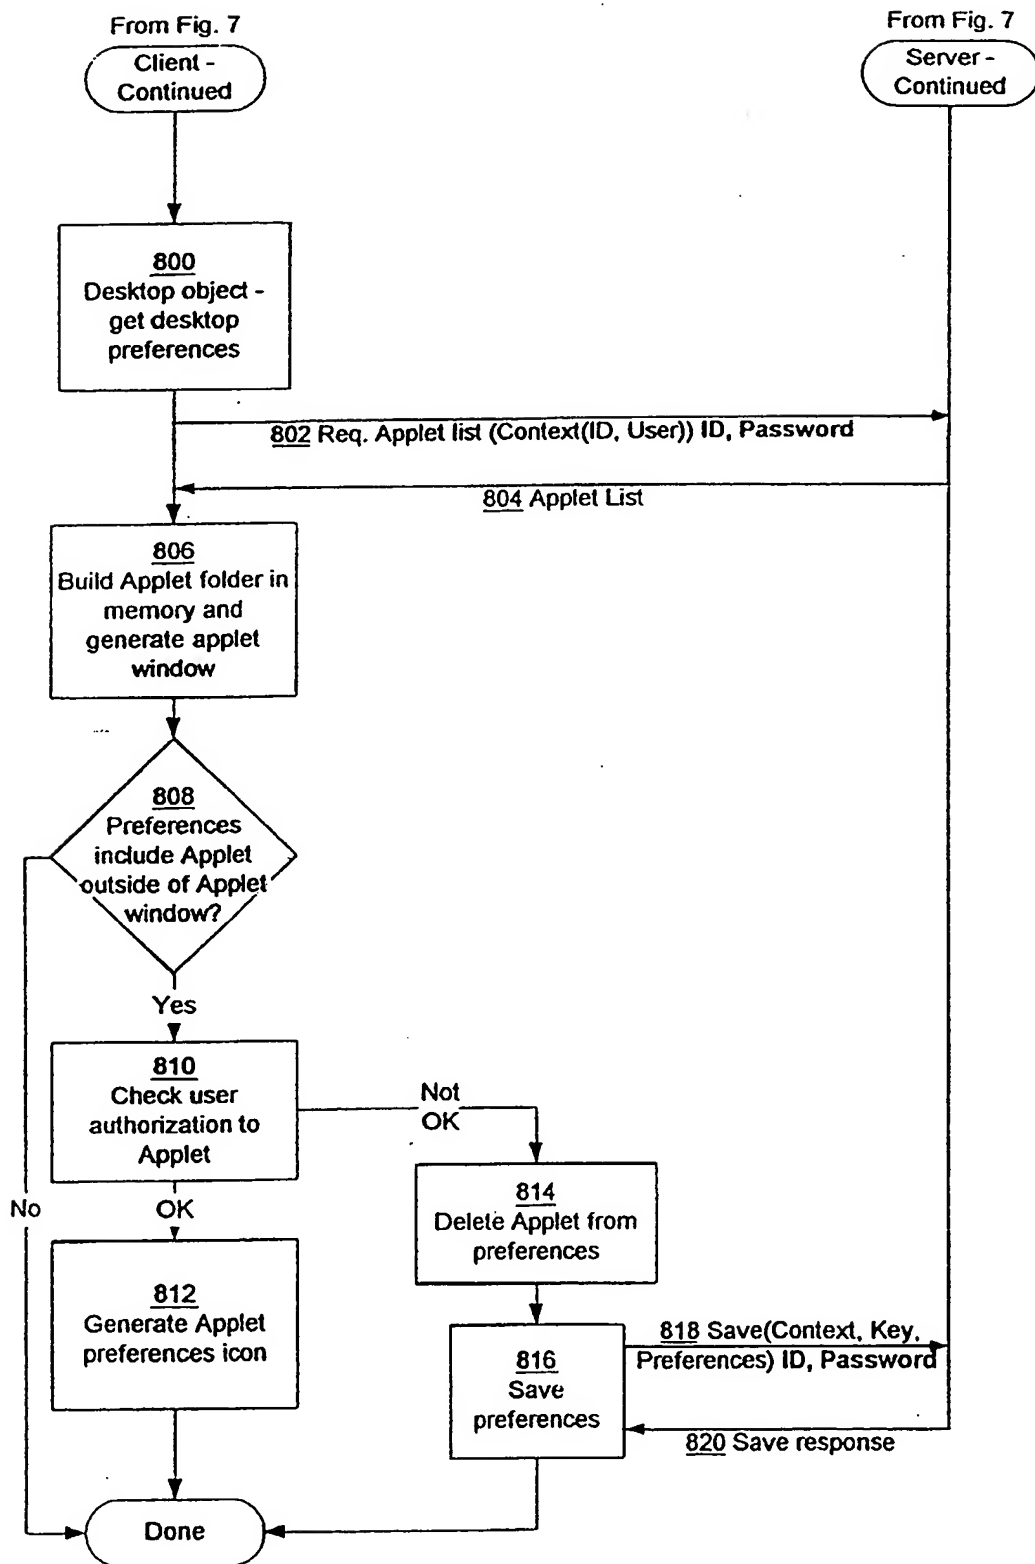 From Fig. 7
Client -
Continued
From Fig. 7
Server -
Continued
800
Desktop object -
get desktop
preferences
802 Req. Applet list (Context(ID, User)) ID, Password
804 Applet List
806
Build Applet folder in
memory and
generate applet
window
808
Preferences
include Applet
outside of Applet
window?
Yes
No
810
Check user
authorization to
Applet
Not
OK
OK
814
Delete Applet from
preferences
812
Generate Applet
preferences icon
816
Save
preferences
818 Save(Context, Key,
Preferences) ID, Password
820 Save response
Done